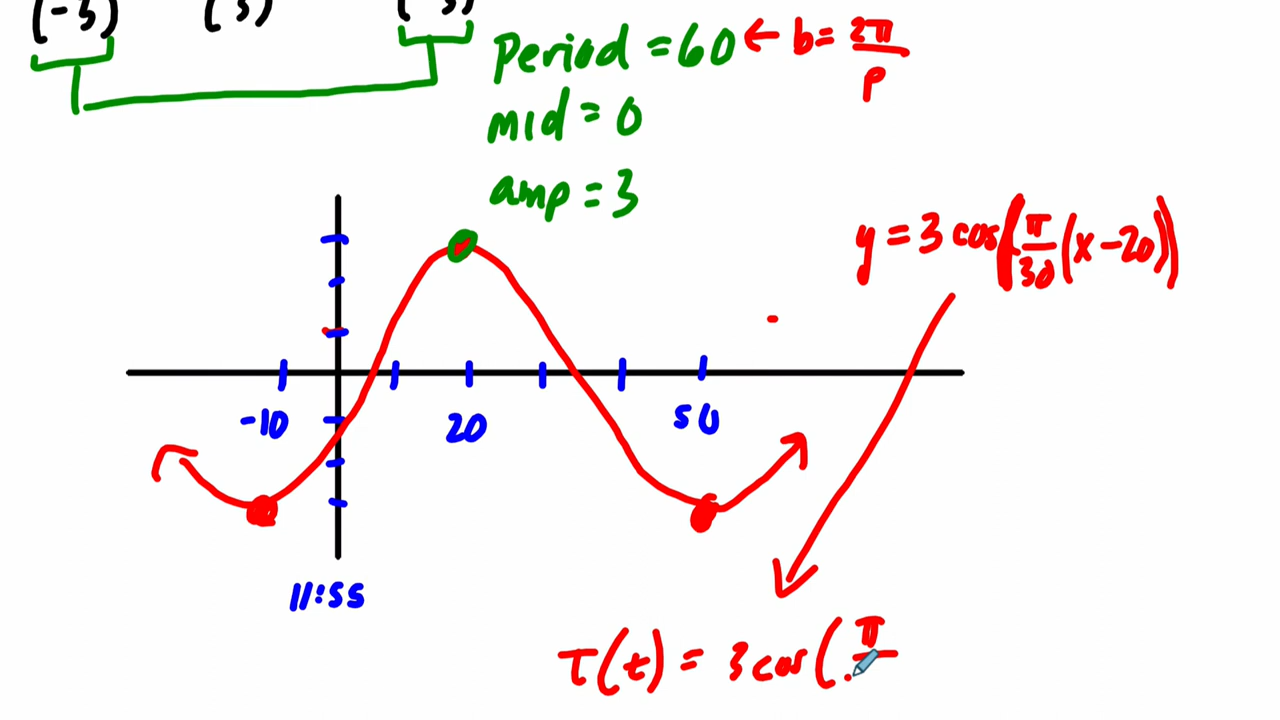 (-3) (3) (-3)
period = 60 ← b = 2π/p
mid = 0
amp = 3
y = 3 cos(π/30 (x - 20))
-10 20 50
11:55
T(t) = 3 cos(π/